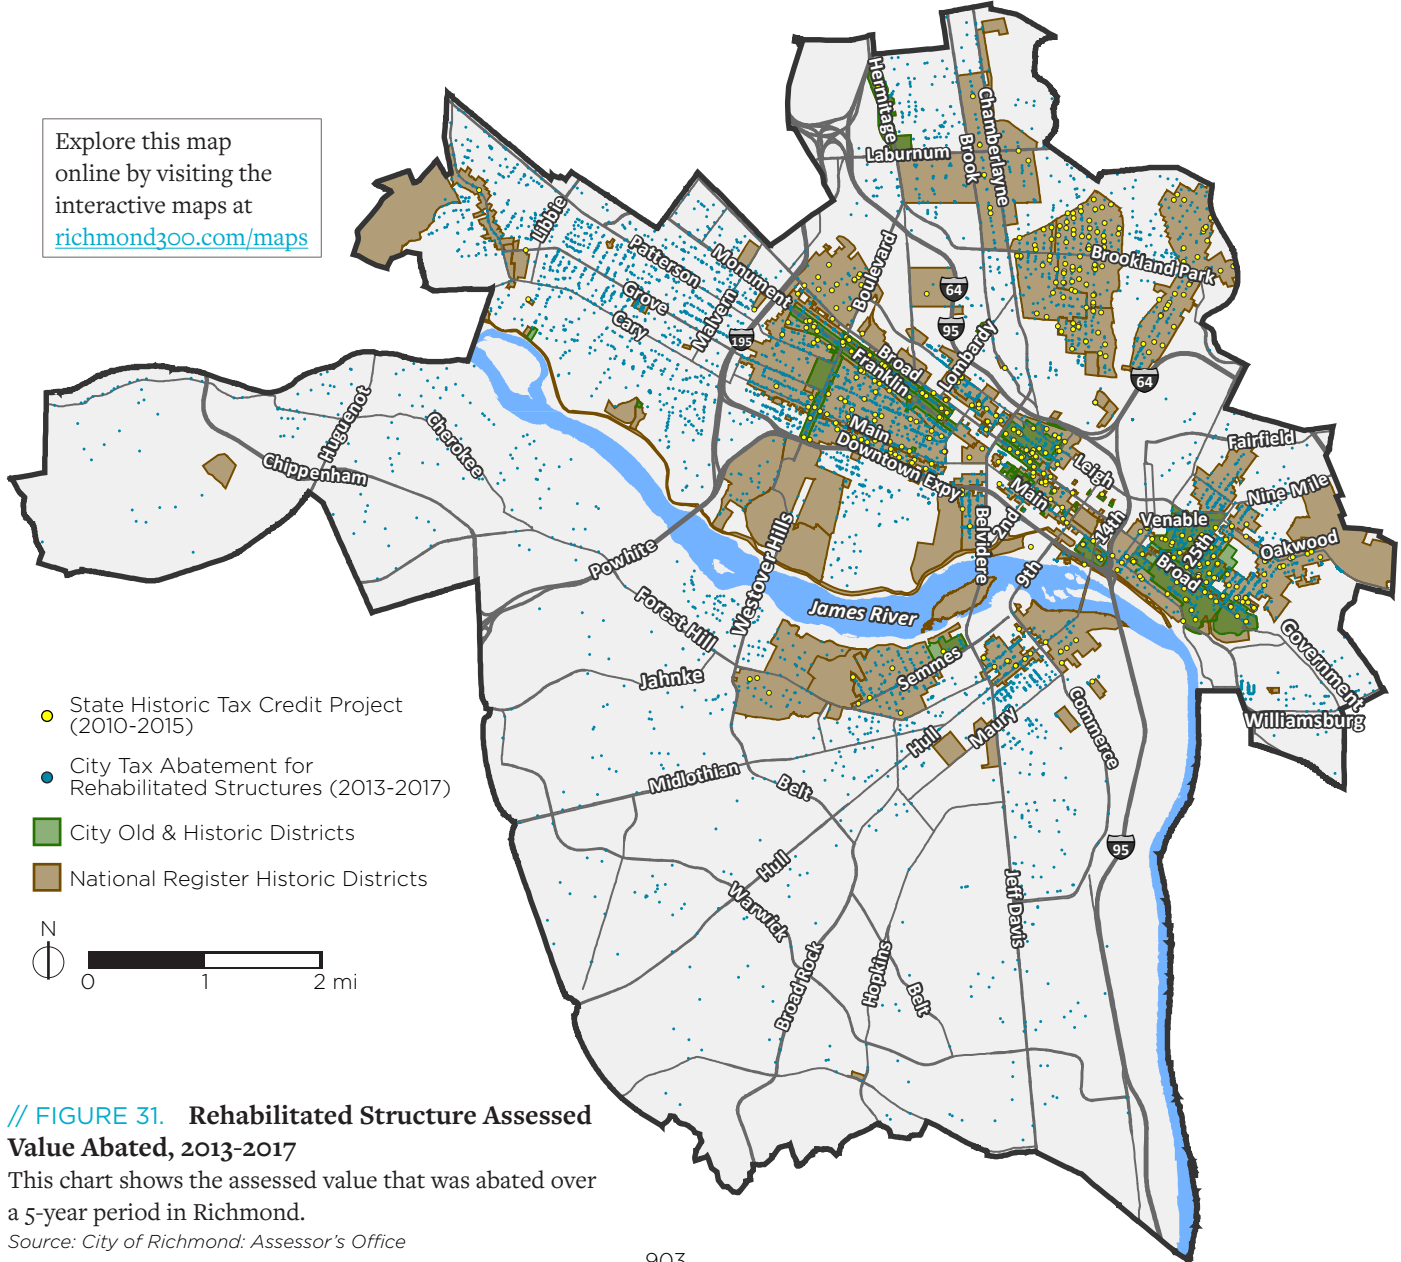 Explore this map
online by visiting the
interactive maps at
richmond300.com/maps
Hermitage
Chamberlayne
Laburnum
Brook
Libbie
Patterson
Monument
Boulevard
Brookland Park
Grove
Malvern
64
95
Cary
195
Broad
Lombardy
Franklin
64
Huguenot
Cherokee
Main
Downtown Expy
Leigh
Fairfield
Chippenham
Main
Nine Mile
2nd
14th
Venable
Belvidere
25th
Oakwood
Powhite
Westover Hills
9th
Broad
Forest Hill
James River
Government
Semmes
Jahnke
Commerce
Williamsburg
State Historic Tax Credit Project
(2010-2015)
Hull
Maury
City Tax Abatement for
Rehabilitated Structures (2013-2017)
Midlothian
Belt
City Old & Historic Districts
95
National Register Historic Districts
Hull
Warwick
Jeff Davis
N
0 1 2 mi
Broad Rock
Hopkins
Belt
// FIGURE 31. Rehabilitated Structure Assessed
Value Abated, 2013-2017
This chart shows the assessed value that was abated over
a 5-year period in Richmond.
Source: City of Richmond: Assessor's Office
903